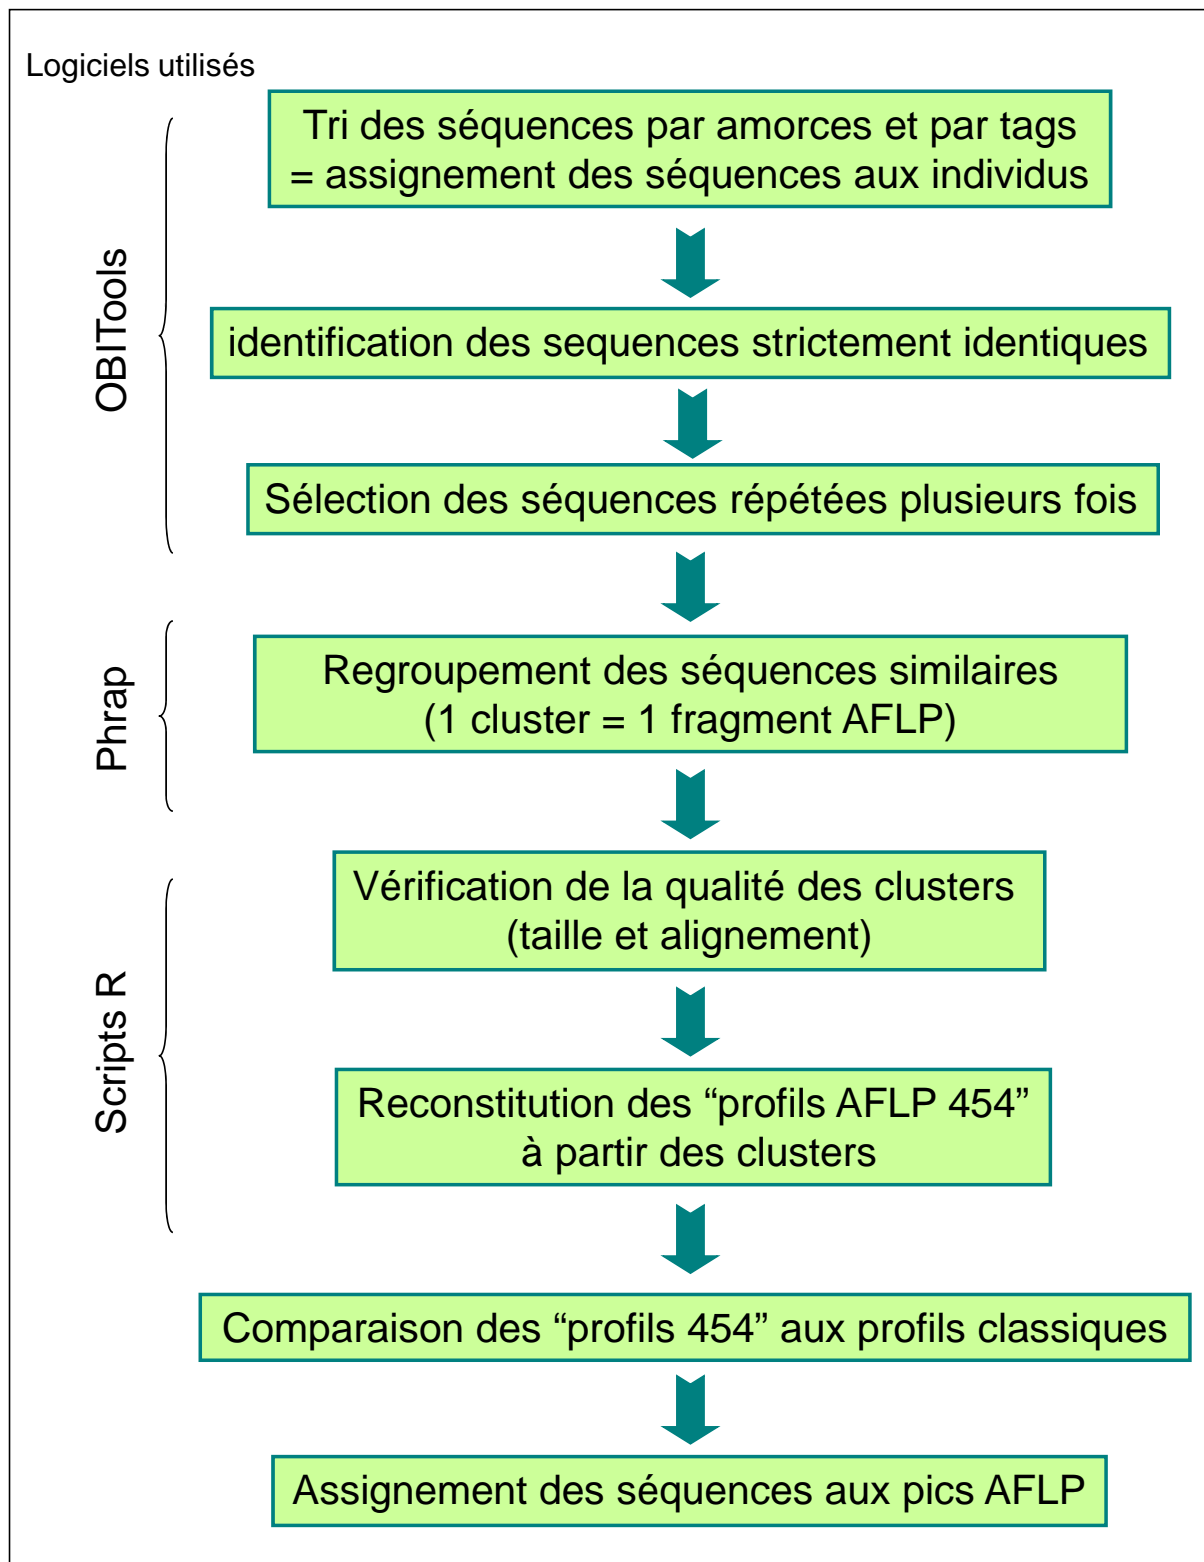 Logiciels utilisés
Tri des séquences par amorces et par tags
= assignement des séquences aux individus
OBITools
identification des sequences strictement identiques
Sélection des séquences répétées plusieurs fois
Phrap
Regroupement des séquences similaires
(1 cluster = 1 fragment AFLP)
Scripts R
Vérification de la qualité des clusters
(taille et alignement)
Reconstitution des “profils AFLP 454”
à partir des clusters
Comparaison des “profils 454” aux profils classiques
Assignement des séquences aux pics AFLP